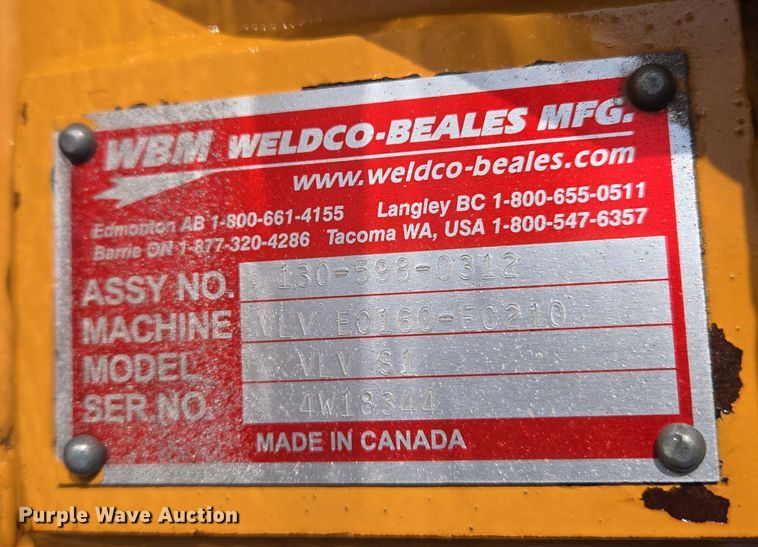 WBM WELDCO-BEALES MFG.
www.weldco-beales.com
Edmonton AB 1-800-661-4155 Langley BC 1-800-655-0511
Barrie ON 1-877-320-4286 Tacoma WA, USA 1-800-547-6357
ASSY NO. 130-598-0312
MACHINE VLV EC160-EC210
MODEL VLV S1
SER.NO. 4W18344
MADE IN CANADA
Purple Wave Auction